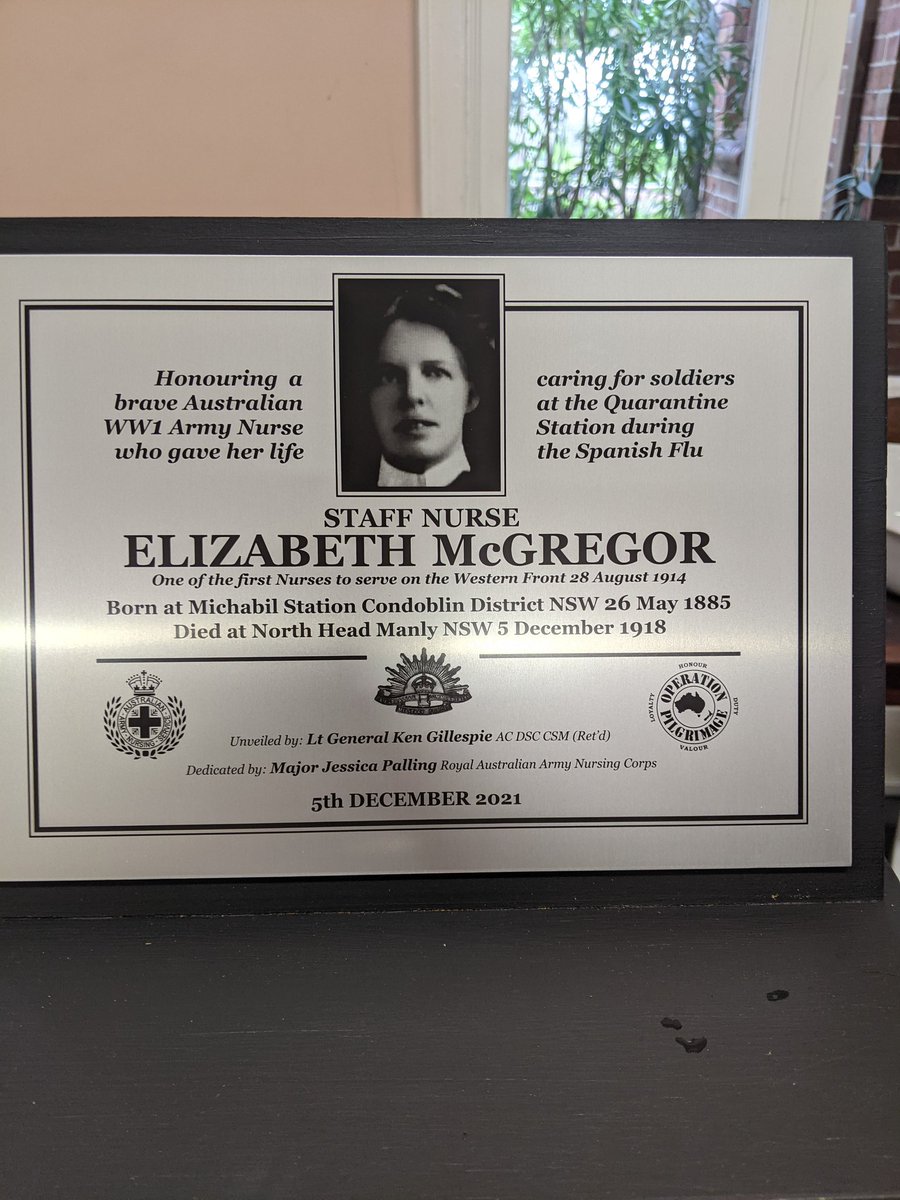 Honouring a
brave Australian
WW1 Army Nurse
who gave her life
caring for soldiers
at the Quarantine
Station during
the Spanish Flu
STAFF NURSE
ELIZABETH McGREGOR
One of the first Nurses to serve on the Western Front 28 August 1914
Born at Michabil Station Condoblin District NSW 26 May 1885
Died at North Head Manly NSW 5 December 1918
AUSTRALIAN
ARMY NURSING SERVICE
HONOUR
LOYALTY
OPERATION
PILGRIMAGE
DUTY
VALOUR
Unveiled by: Lt General Ken Gillespie AC DSC CSM (Ret'd)
Dedicated by: Major Jessica Palling Royal Australian Army Nursing Corps
5th DECEMBER 2021